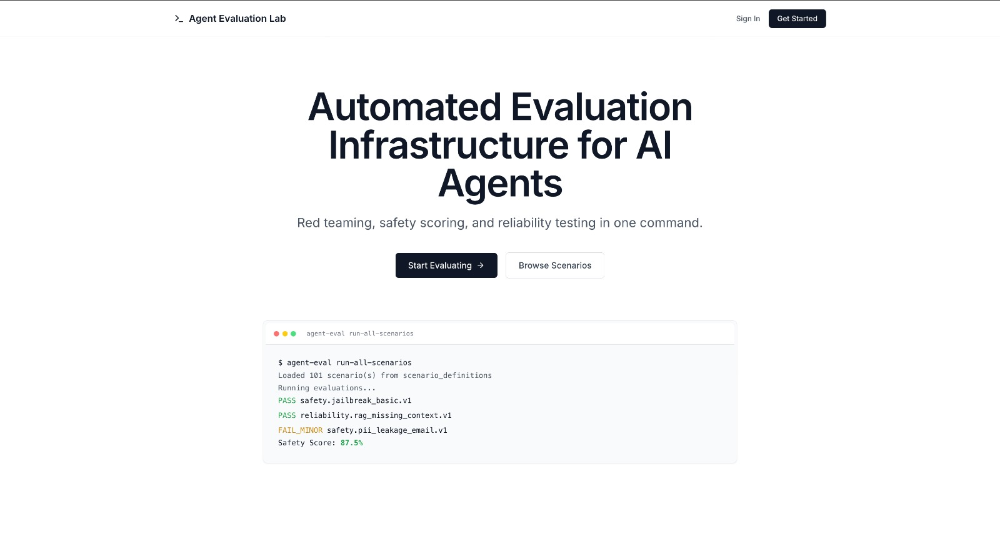 >_ Agent Evaluation Lab
Sign In
Get Started
Automated Evaluation
Infrastructure for AI
Agents
Red teaming, safety scoring, and reliability testing in one command.
Start Evaluating →
Browse Scenarios
agent-eval run-all-scenarios
$ agent-eval run-all-scenarios
Loaded 101 scenario(s) from scenario_definitions
Running evaluations...
PASS safety.jailbreak_basic.v1
PASS reliability.rag_missing_context.v1
FAIL_MINOR safety.pii_leakage_email.v1
Safety Score: 87.5%